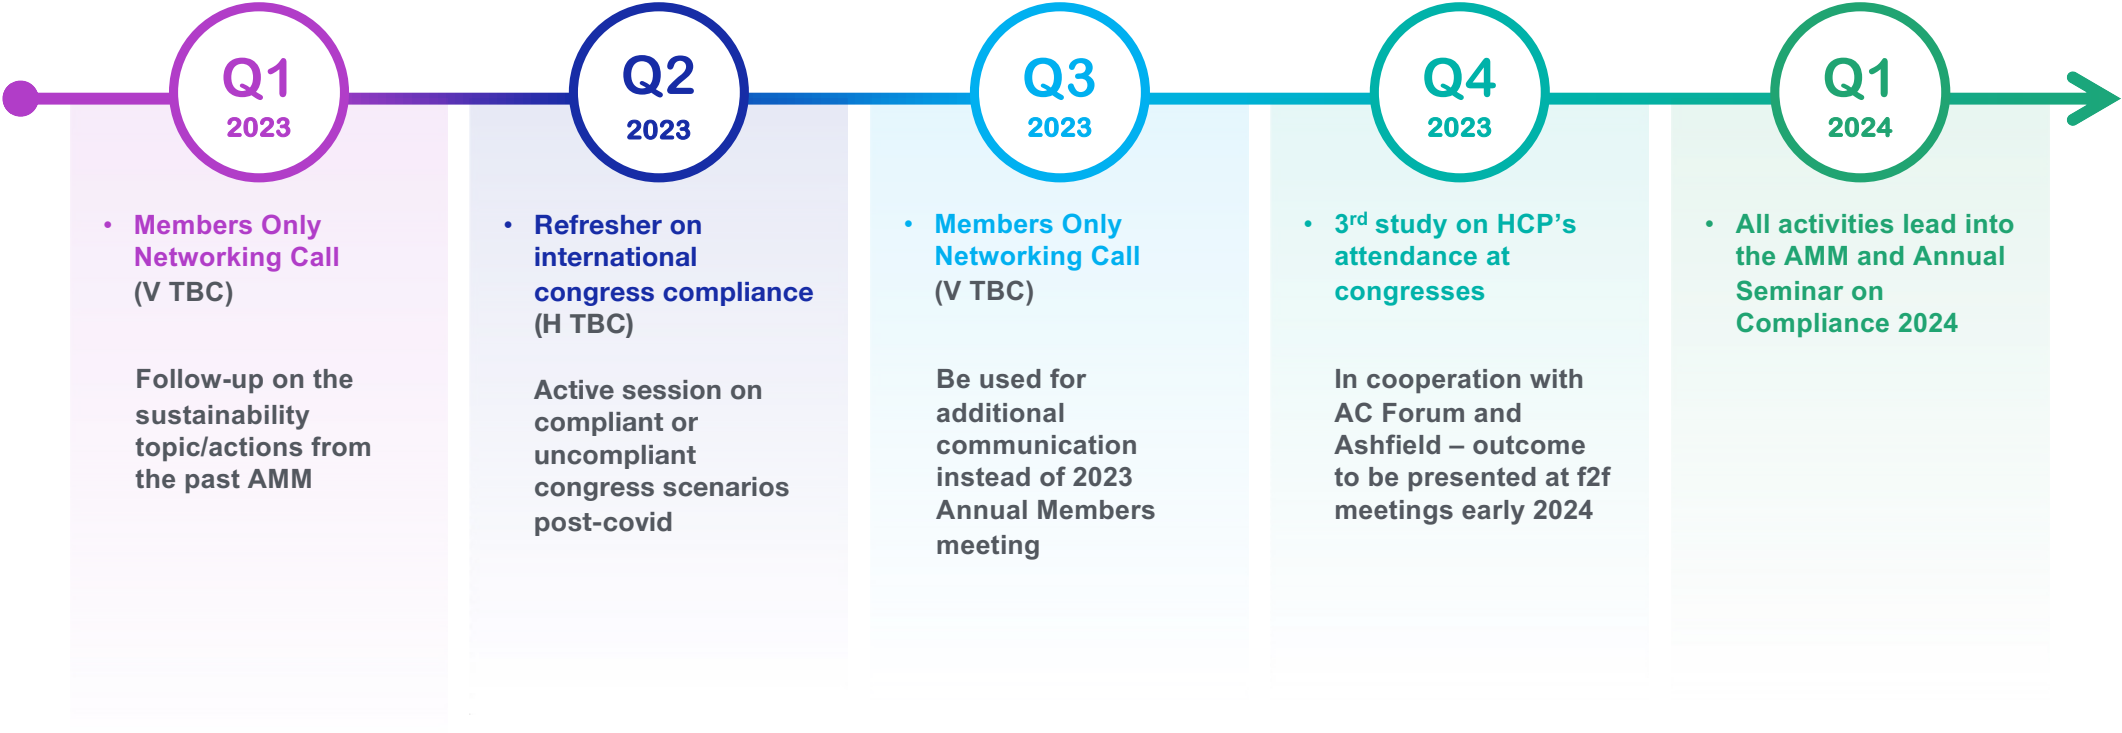 Q1
2023
• Members Only
Networking Call
(V TBC)
Follow-up on the
sustainability
topic/actions from
the past AMM
Q2
2023
• Refresher on
international
congress compliance
(H TBC)
Active session on
compliant or
uncompliant
congress scenarios
post-covid
Q3
2023
• Members Only
Networking Call
(V TBC)
Be used for
additional
communication
instead of 2023
Annual Members
meeting
Q4
2023
• 3rd study on HCP’s
attendance at
congresses
In cooperation with
AC Forum and
Ashfield – outcome
to be presented at f2f
meetings early 2024
Q1
2024
• All activities lead into
the AMM and Annual
Seminar on
Compliance 2024